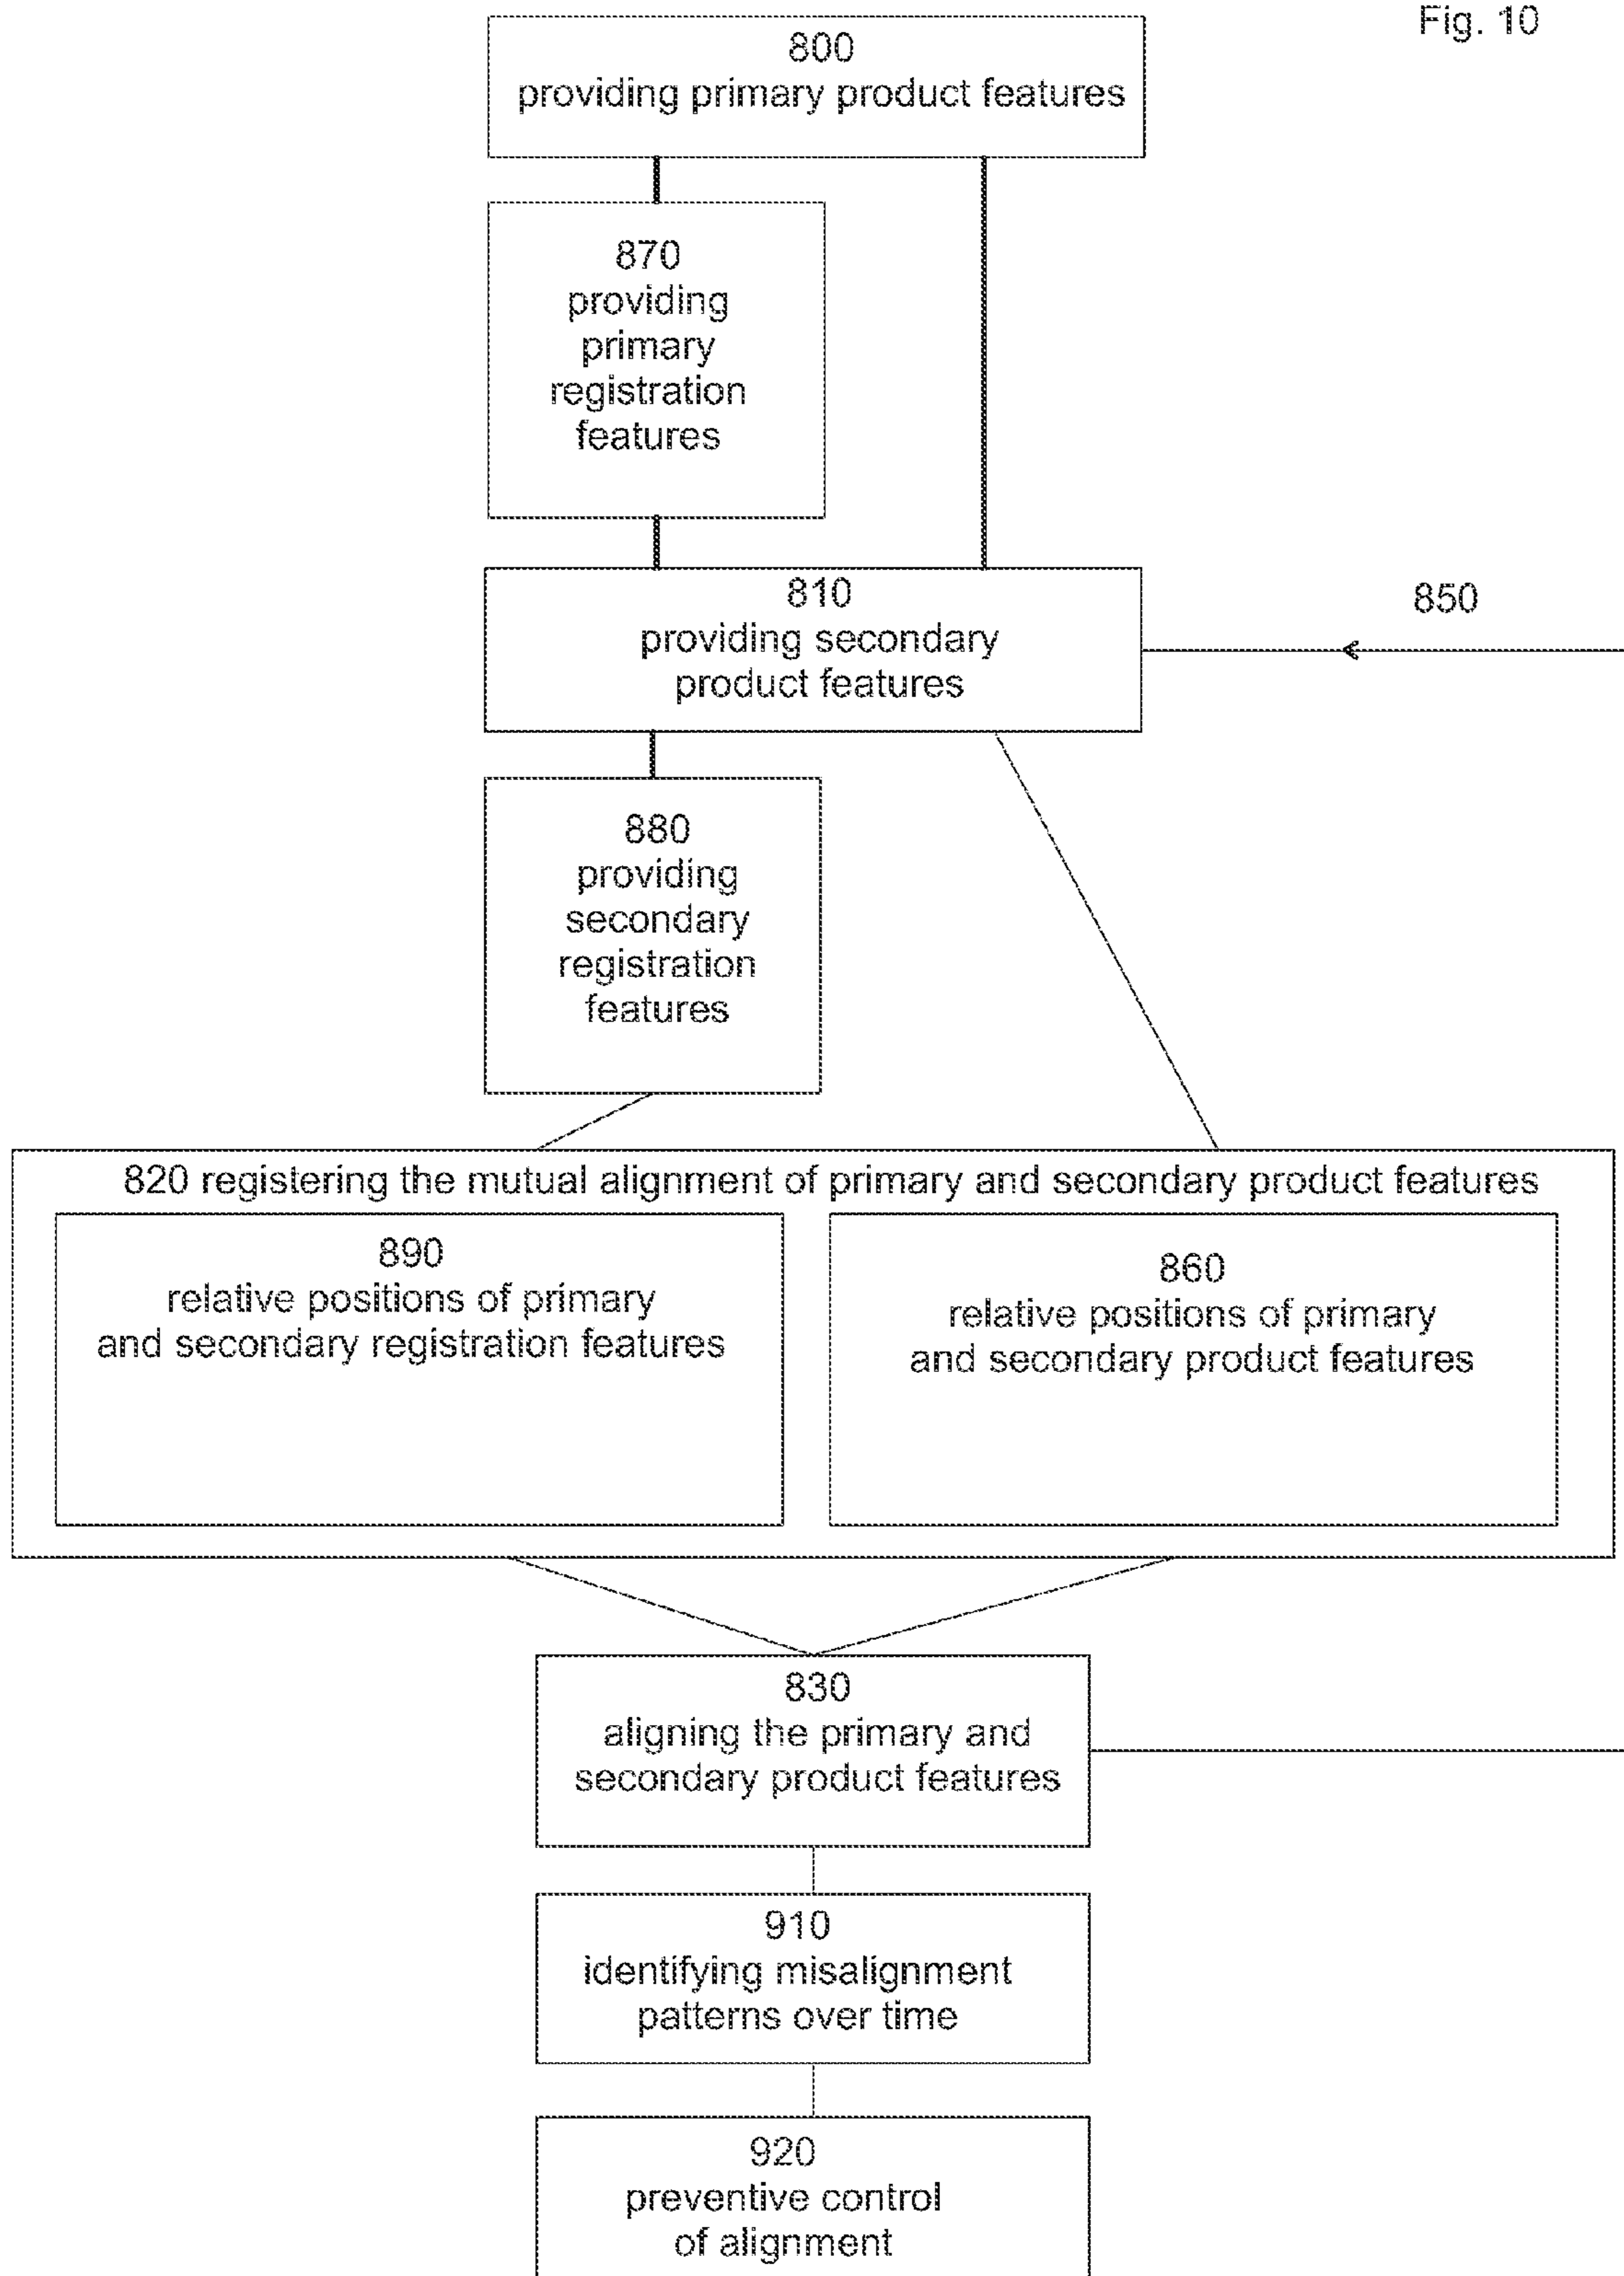 Fig. 10
800
providing primary product features
870
providing
primary
registration
features
810
providing secondary
product features
850
880
providing
secondary
registration
features
820 registering the mutual alignment of primary and secondary product features
890
relative positions of primary
and secondary registration features
860
relative positions of primary
and secondary product features
830
aligning the primary and
secondary product features
910
identifying misalignment
patterns over time
920
preventive control
of alignment